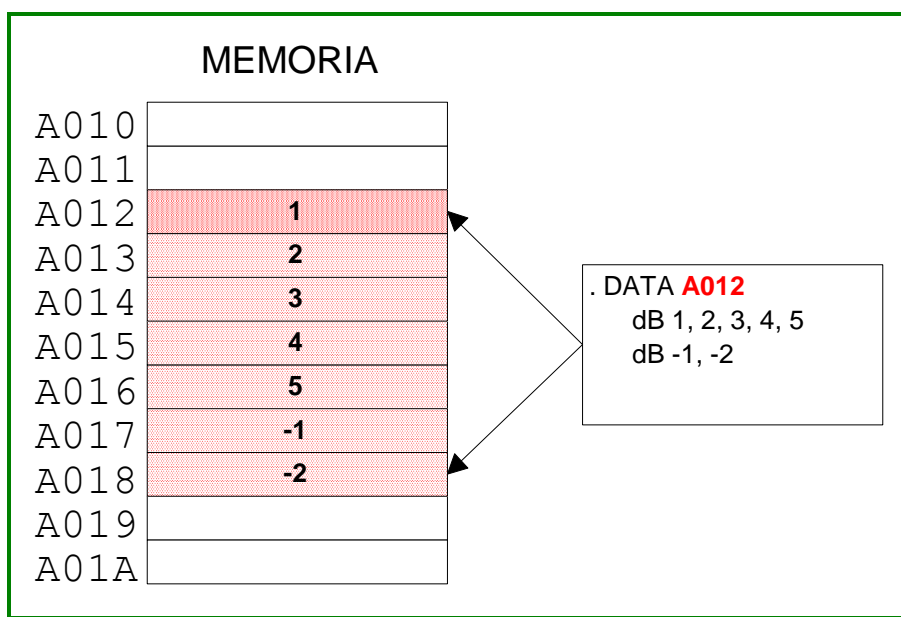 MEMORIA
A010
A011
A012 1
A013 2
A014 3
A015 4
A016 5
A017 -1
A018 -2
A019
A01A
. DATA A012
dB 1, 2, 3, 4, 5
dB -1, -2